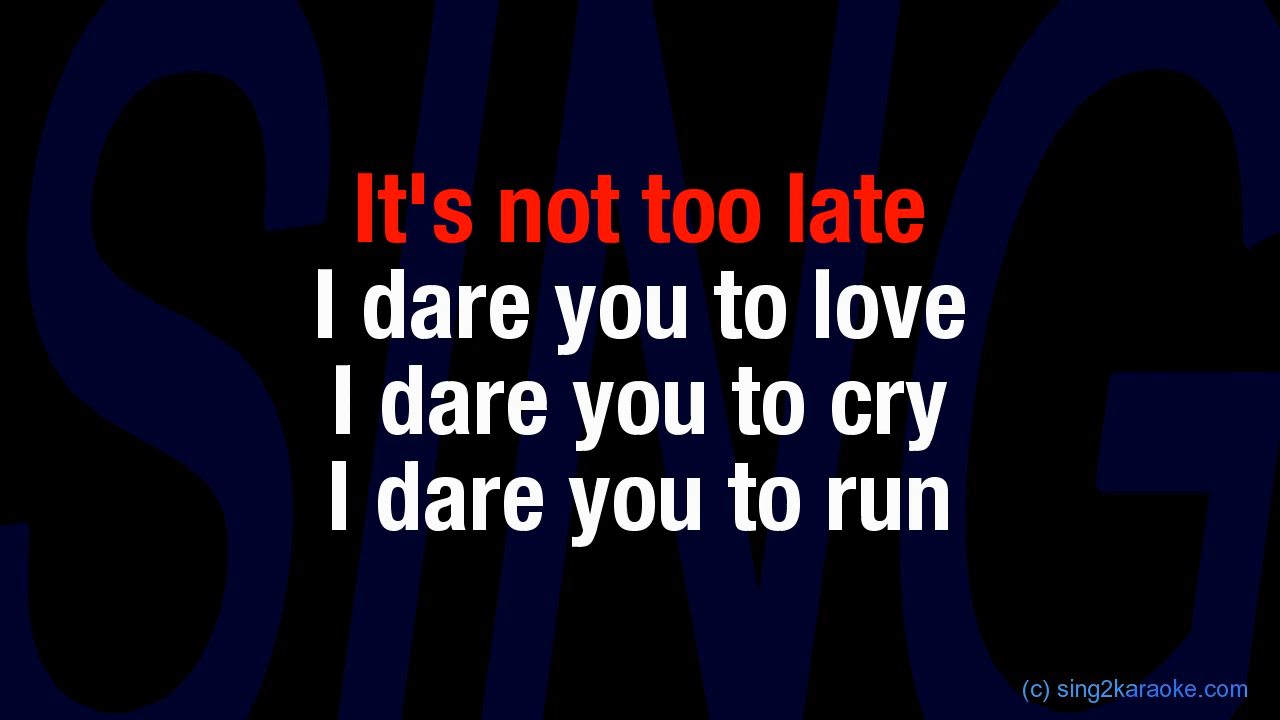 SING
It's not too late
I dare you to love
I dare you to cry
I dare you to run
(c) sing2karaoke.com